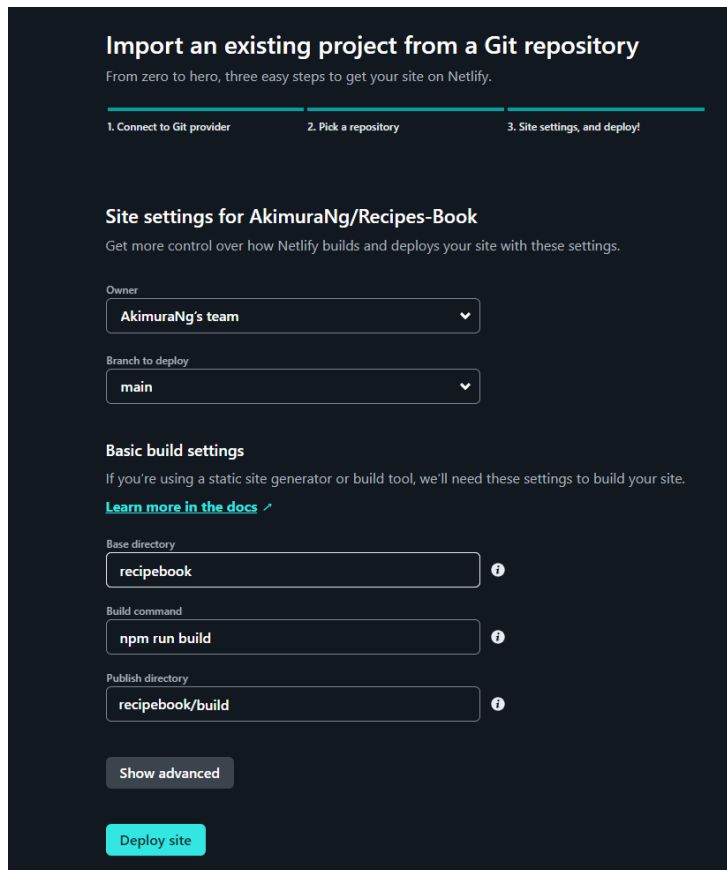 Import an existing project from a Git repository
From zero to hero, three easy steps to get your site on Netlify.
1. Connect to Git provider
2. Pick a repository
3. Site settings, and deploy!
Site settings for AkimuraNg/Recipes-Book
Get more control over how Netlify builds and deploys your site with these settings.
Owner
AkimuraNg's team
Branch to deploy
main
Basic build settings
If you're using a static site generator or build tool, we'll need these settings to build your site.
Learn more in the docs ↗
Base directory
recipebook
Build command
npm run build
Publish directory
recipebook/build
Show advanced
Deploy site